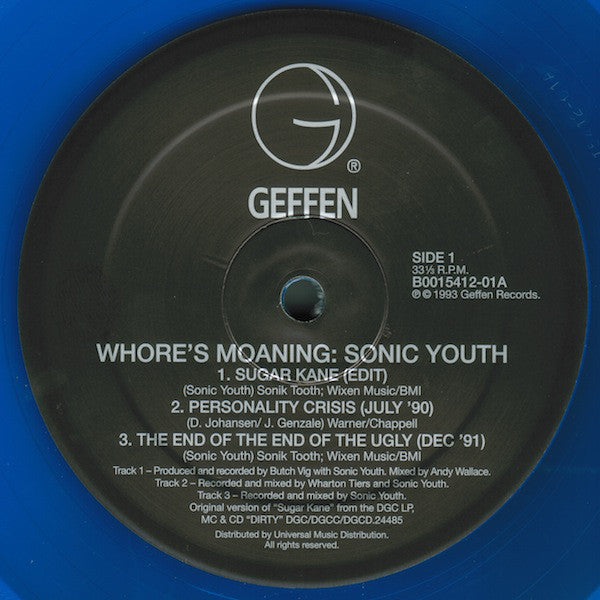 G
®
GEFFEN
SIDE 1
33⅓ R.P.M.
B0015412-01A
℗ © 1993 Geffen Records.
WHORE'S MOANING: SONIC YOUTH
1. SUGAR KANE (EDIT)
(Sonic Youth) Sonik Tooth; Wixen Music/BMI
2. PERSONALITY CRISIS (JULY '90)
(D. Johansen/ J. Genzale) Warner/Chappell
3. THE END OF THE END OF THE UGLY (DEC '91)
(Sonic Youth) Sonik Tooth; Wixen Music/BMI
Track 1 – Produced and recorded by Butch Vig with Sonic Youth. Mixed by Andy Wallace.
Track 2 – Recorded and mixed by Wharton Tiers and Sonic Youth.
Track 3 – Recorded and mixed by Sonic Youth.
Original version of "Sugar Kane" from the DGC LP,
MC & CD "DIRTY" DGC/DGCC/DGCD.24485
Distributed by Universal Music Distribution.
All rights reserved.